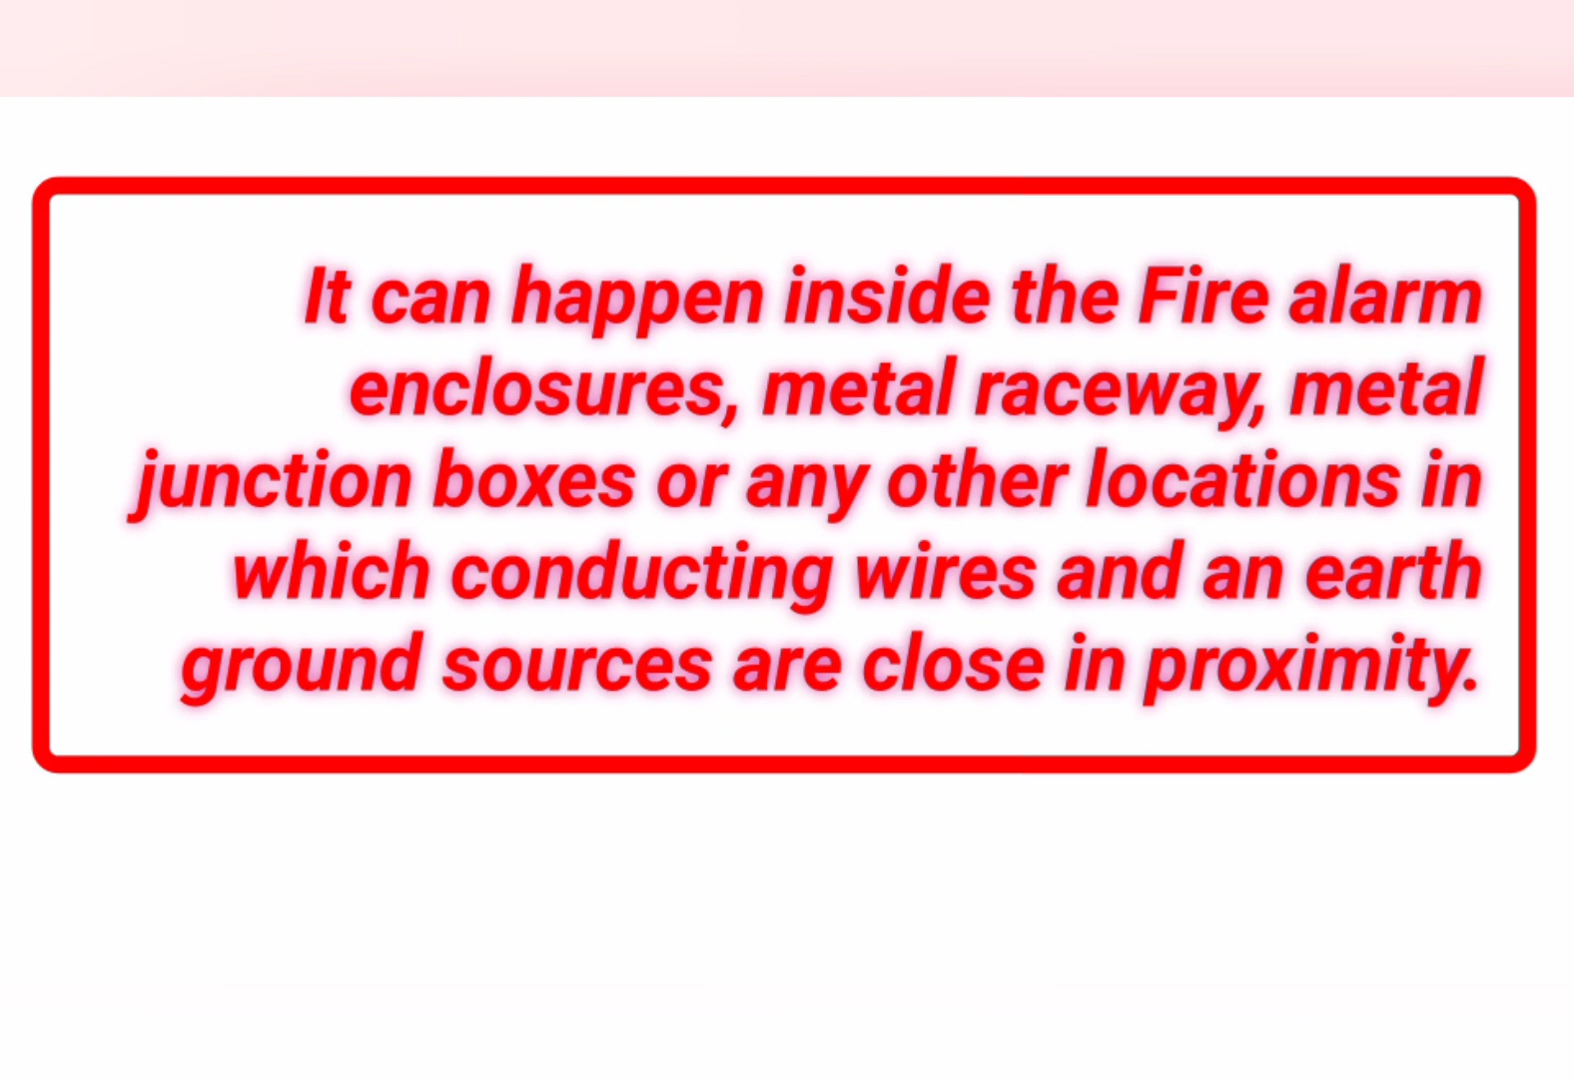 It can happen inside the Fire alarm
enclosures, metal raceway, metal
junction boxes or any other locations in
which conducting wires and an earth
ground sources are close in proximity.